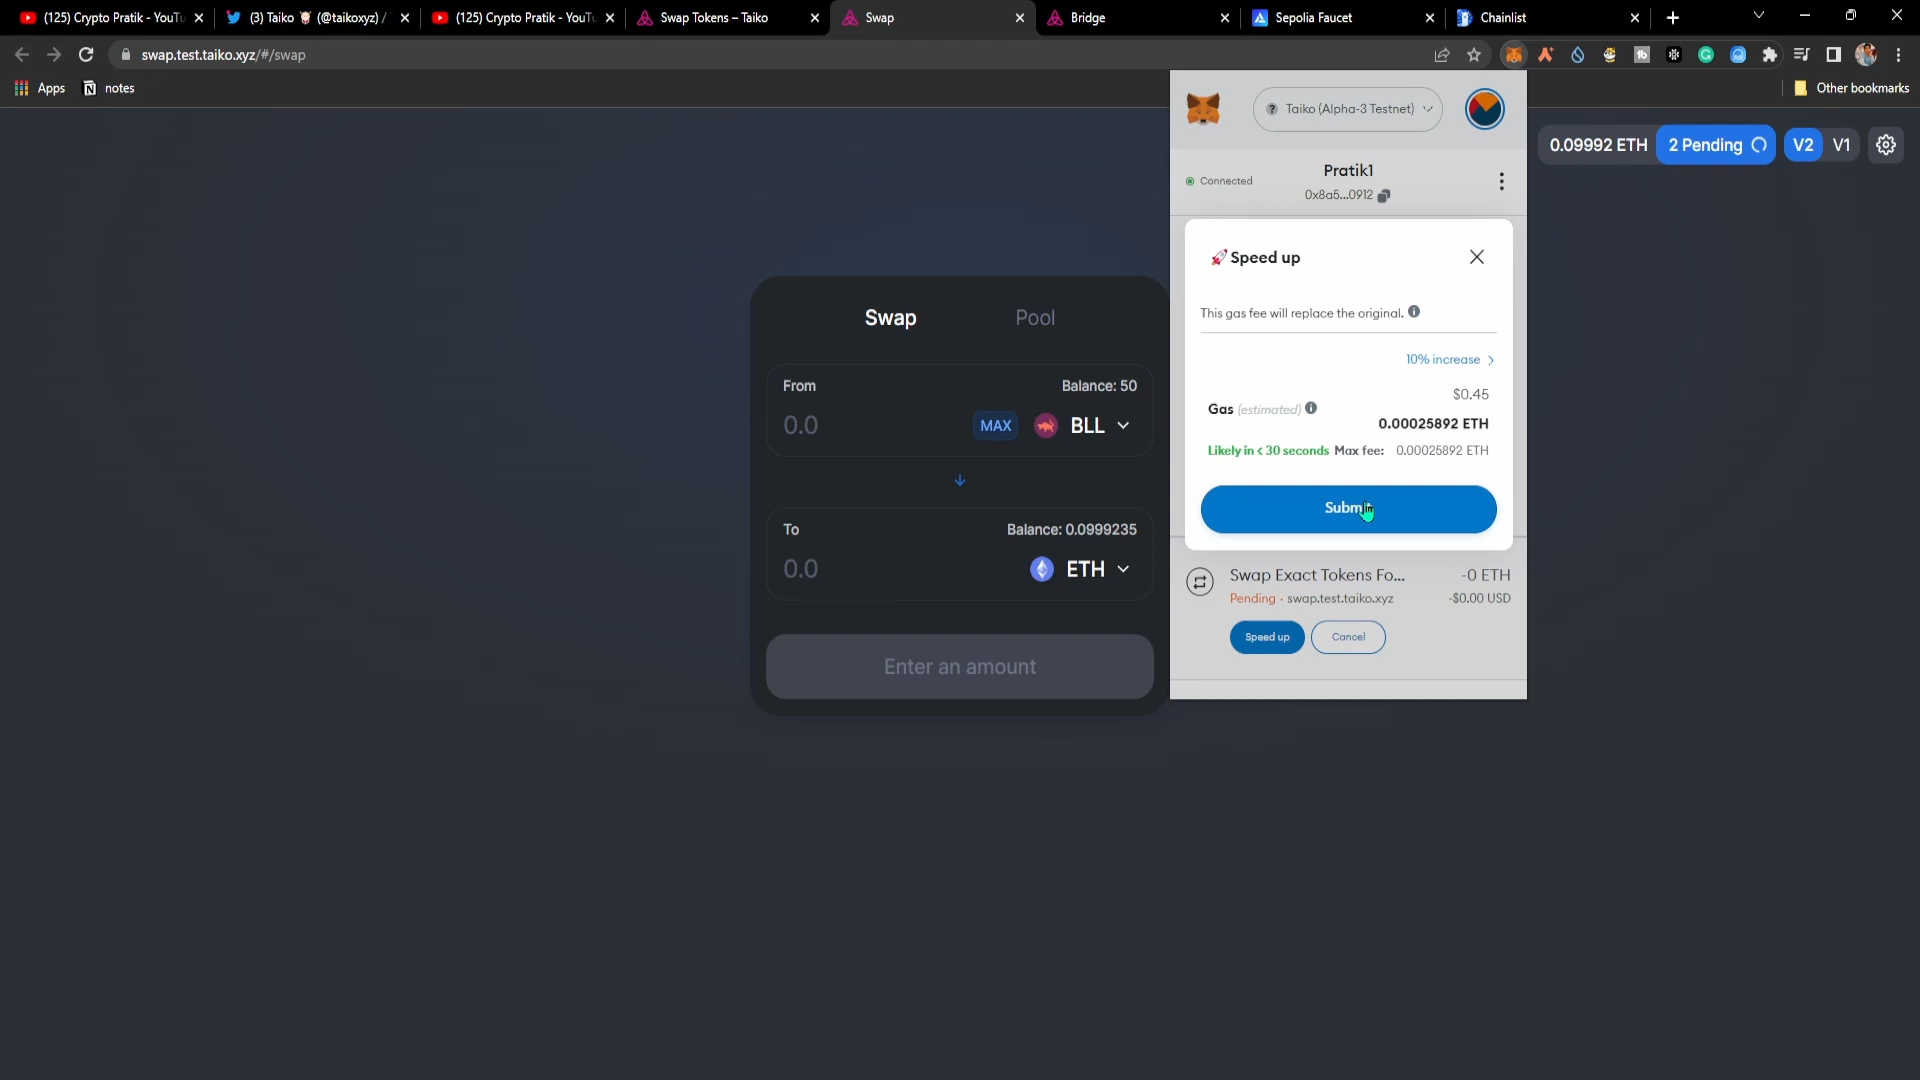 (125) Crypto Pratik - YouTu
(3) Taiko (@taikoxyz) /
(125) Crypto Pratik - YouTu
Swap Tokens – Taiko
Swap
Bridge
Sepolia Faucet
Chainlist
swap.test.taiko.xyz/#/swap
Apps
notes
Other bookmarks
Taiko (Alpha-3 Testnet)
0.09992 ETH
2 Pending
V2
V1
Connected
Pratik1
0x8a5...0912
Speed up
This gas fee will replace the original.
10% increase >
$0.45
Gas (estimated)
0.00025892 ETH
Likely in < 30 seconds Max fee: 0.00025892 ETH
Submit
Swap Exact Tokens Fo...
-0 ETH
Pending · swap.test.taiko.xyz
-$0.00 USD
Speed up
Cancel
Swap
Pool
From
Balance: 50
0.0
MAX
BLL
To
Balance: 0.0999235
0.0
ETH
Enter an amount